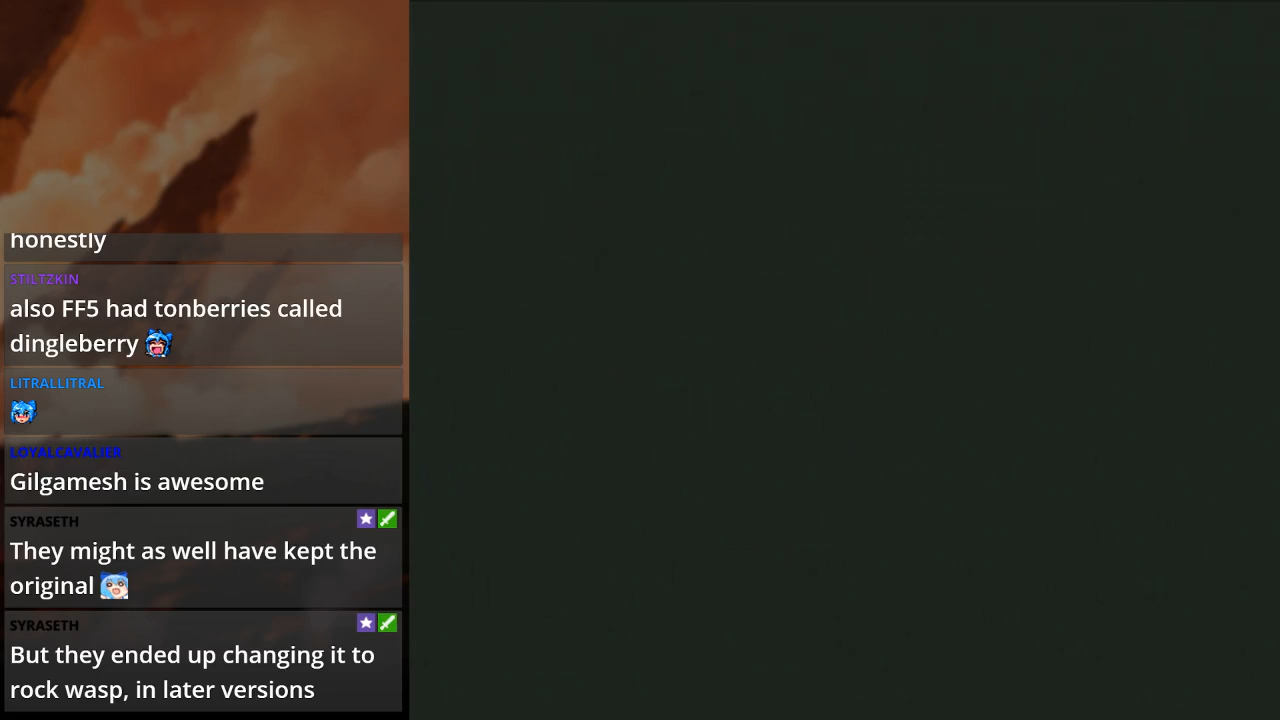 honestly
STILTZKIN
also FF5 had tonberries called
dingleberry
LITRALLITRAL
LOYALCAVALIER
Gilgamesh is awesome
SYRASETH
They might as well have kept the
original
SYRASETH
But they ended up changing it to
rock wasp, in later versions